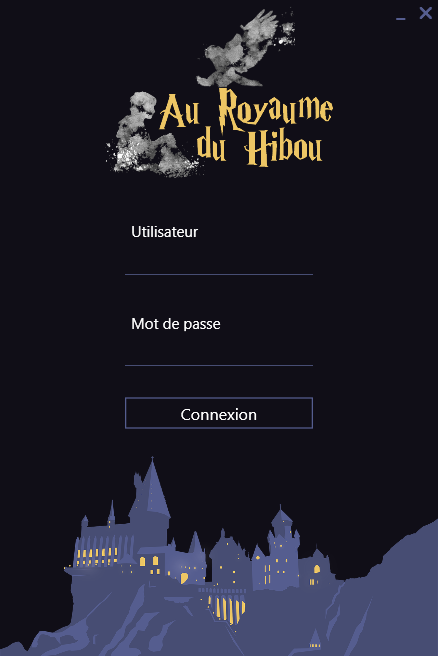 Au Royaume
du Hibou
Utilisateur
Mot de passe
Connexion